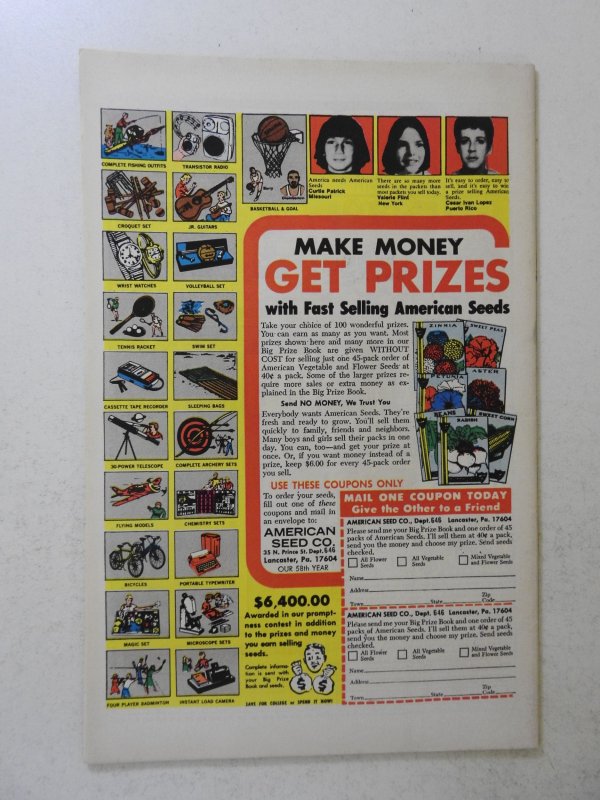 COMPLETE FISHING OUTFITS
TRANSISTOR RADIO
CROQUET SET
JR. GUITARS
WRIST WATCHES
VOLLEYBALL SET
TENNIS RACKET
SWIM SET
CASSETTE TAPE RECORDER
SLEEPING BAGS
30-POWER TELESCOPE
COMPLETE ARCHERY SETS
FLYING MODELS
CHEMISTRY SETS
BICYCLES
PORTABLE TYPEWRITER
MAGIC SET
MICROSCOPE SETS
FOUR PLAYER BADMINTON
INSTANT LOAD CAMERA
BASKETBALL & GOAL
America needs American
Seeds
Curtis Patrick
Missouri
There are so many more
seeds in the packets than
most packets you sell today.
Valerie Flint
New York
It's easy to order, easy to
sell, and it's easy to win
a prize selling American
Seeds.
Cesar Ivan Lopez
Puerto Rico
MAKE MONEY
GET PRIZES
with Fast Selling American Seeds
Take your choice of 100 wonderful prizes.
You can earn as many as you want. Most
prizes shown here and many more in our
Big Prize Book are given WITHOUT
COST for selling just one 45-pack order of
American Vegetable and Flower Seeds at
40¢ a pack. Some of the larger prizes re-
quire more sales or extra money as ex-
plained in the Big Prize Book.
Send NO MONEY, We Trust You
Everybody wants American Seeds. They're
fresh and ready to grow. You'll sell them
quickly to family, friends and neighbors.
Many boys and girls sell their packs in one
day. You, can, too—and get your prize at
once. Or, if you want money instead of a
prize, keep $6.00 for every 45-pack order
you sell.
ZINNIA
SWEET PEAS
ASTER
BEANS
RADISH
SWEET CORN
USE THESE COUPONS ONLY
To order your seeds,
fill out one of these
coupons and mail in
an envelope to:
AMERICAN
SEED CO.
35 N. Prince St. Dept. E46
Lancaster, Pa. 17604
OUR 58th YEAR
MAIL ONE COUPON TODAY
Give the Other to a Friend
AMERICAN SEED CO., Dept. E46 Lancaster, Pa. 17604
Please send me your Big Prize Book and one order of 45
packs of American Seeds. I'll sell them at 40¢ a pack,
send you the money and choose my prize. Send seeds
checked.
All Flower
Seeds
All Vegetable
Seeds
Mixed Vegetable
and Flower Seeds
Name
Address
Town State Zip Code
AMERICAN SEED CO., Dept. E46 Lancaster, Pa. 17604
Please send me your Big Prize Book and one order of 45
packs of American Seeds. I'll sell them at 40¢ a pack,
send you the money and choose my prize. Send seeds
checked.
All Flower
Seeds
All Vegetable
Seeds
Mixed Vegetable
and Flower Seeds
Name
Address
Town State Zip Code
$6,400.00
Awarded in our prompt-
ness contest in addition
to the prizes and money
you earn selling
seeds.
Complete informa-
tion is sent with
your Big Prize
Book and seeds.
$ $
SAVE FOR COLLEGE or SPEND IT NOW!